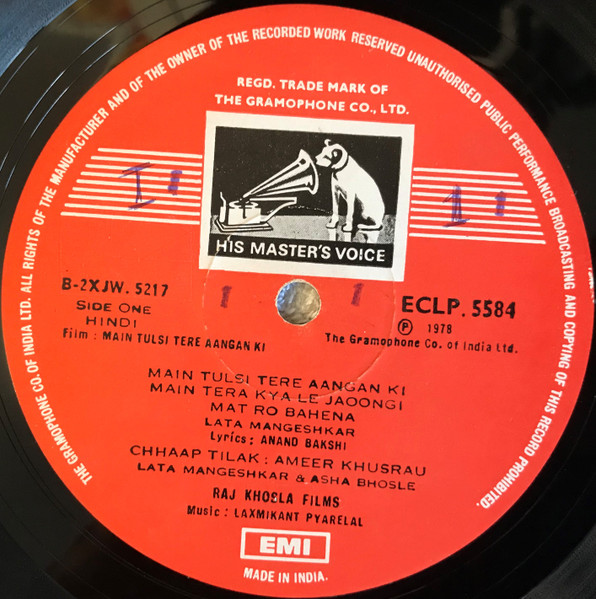 THE GRAMOPHONE CO. OF INDIA LTD. ALL RIGHTS OF THE MANUFACTURER AND OF THE OWNER OF THE RECORDED WORK RESERVED UNAUTHORISED PUBLIC PERFORMANCE BROADCASTING AND COPYING OF THIS RECORD PROHIBITED.
REGD. TRADE MARK OF
THE GRAMOPHONE CO., LTD.
HIS MASTER'S VOICE
B-2XJW. 5217
SIDE ONE
HINDI
Film : MAIN TULSI TERE AANGAN KI
ECLP. 5584
℗ 1978
The Gramophone Co. of India Ltd.
MAIN TULSI TERE AANGAN KI
MAIN TERA KYA LE JAOONGI
MAT RO BAHENA
LATA MANGESHKAR
Lyrics: ANAND BAKSHI
CHHAAP TILAK: AMEER KHUSRAU
LATA MANGESHKAR & ASHA BHOSLE
RAJ KHOSLA FILMS
Music: LAXMIKANT PYARELAL
EMI
MADE IN INDIA.